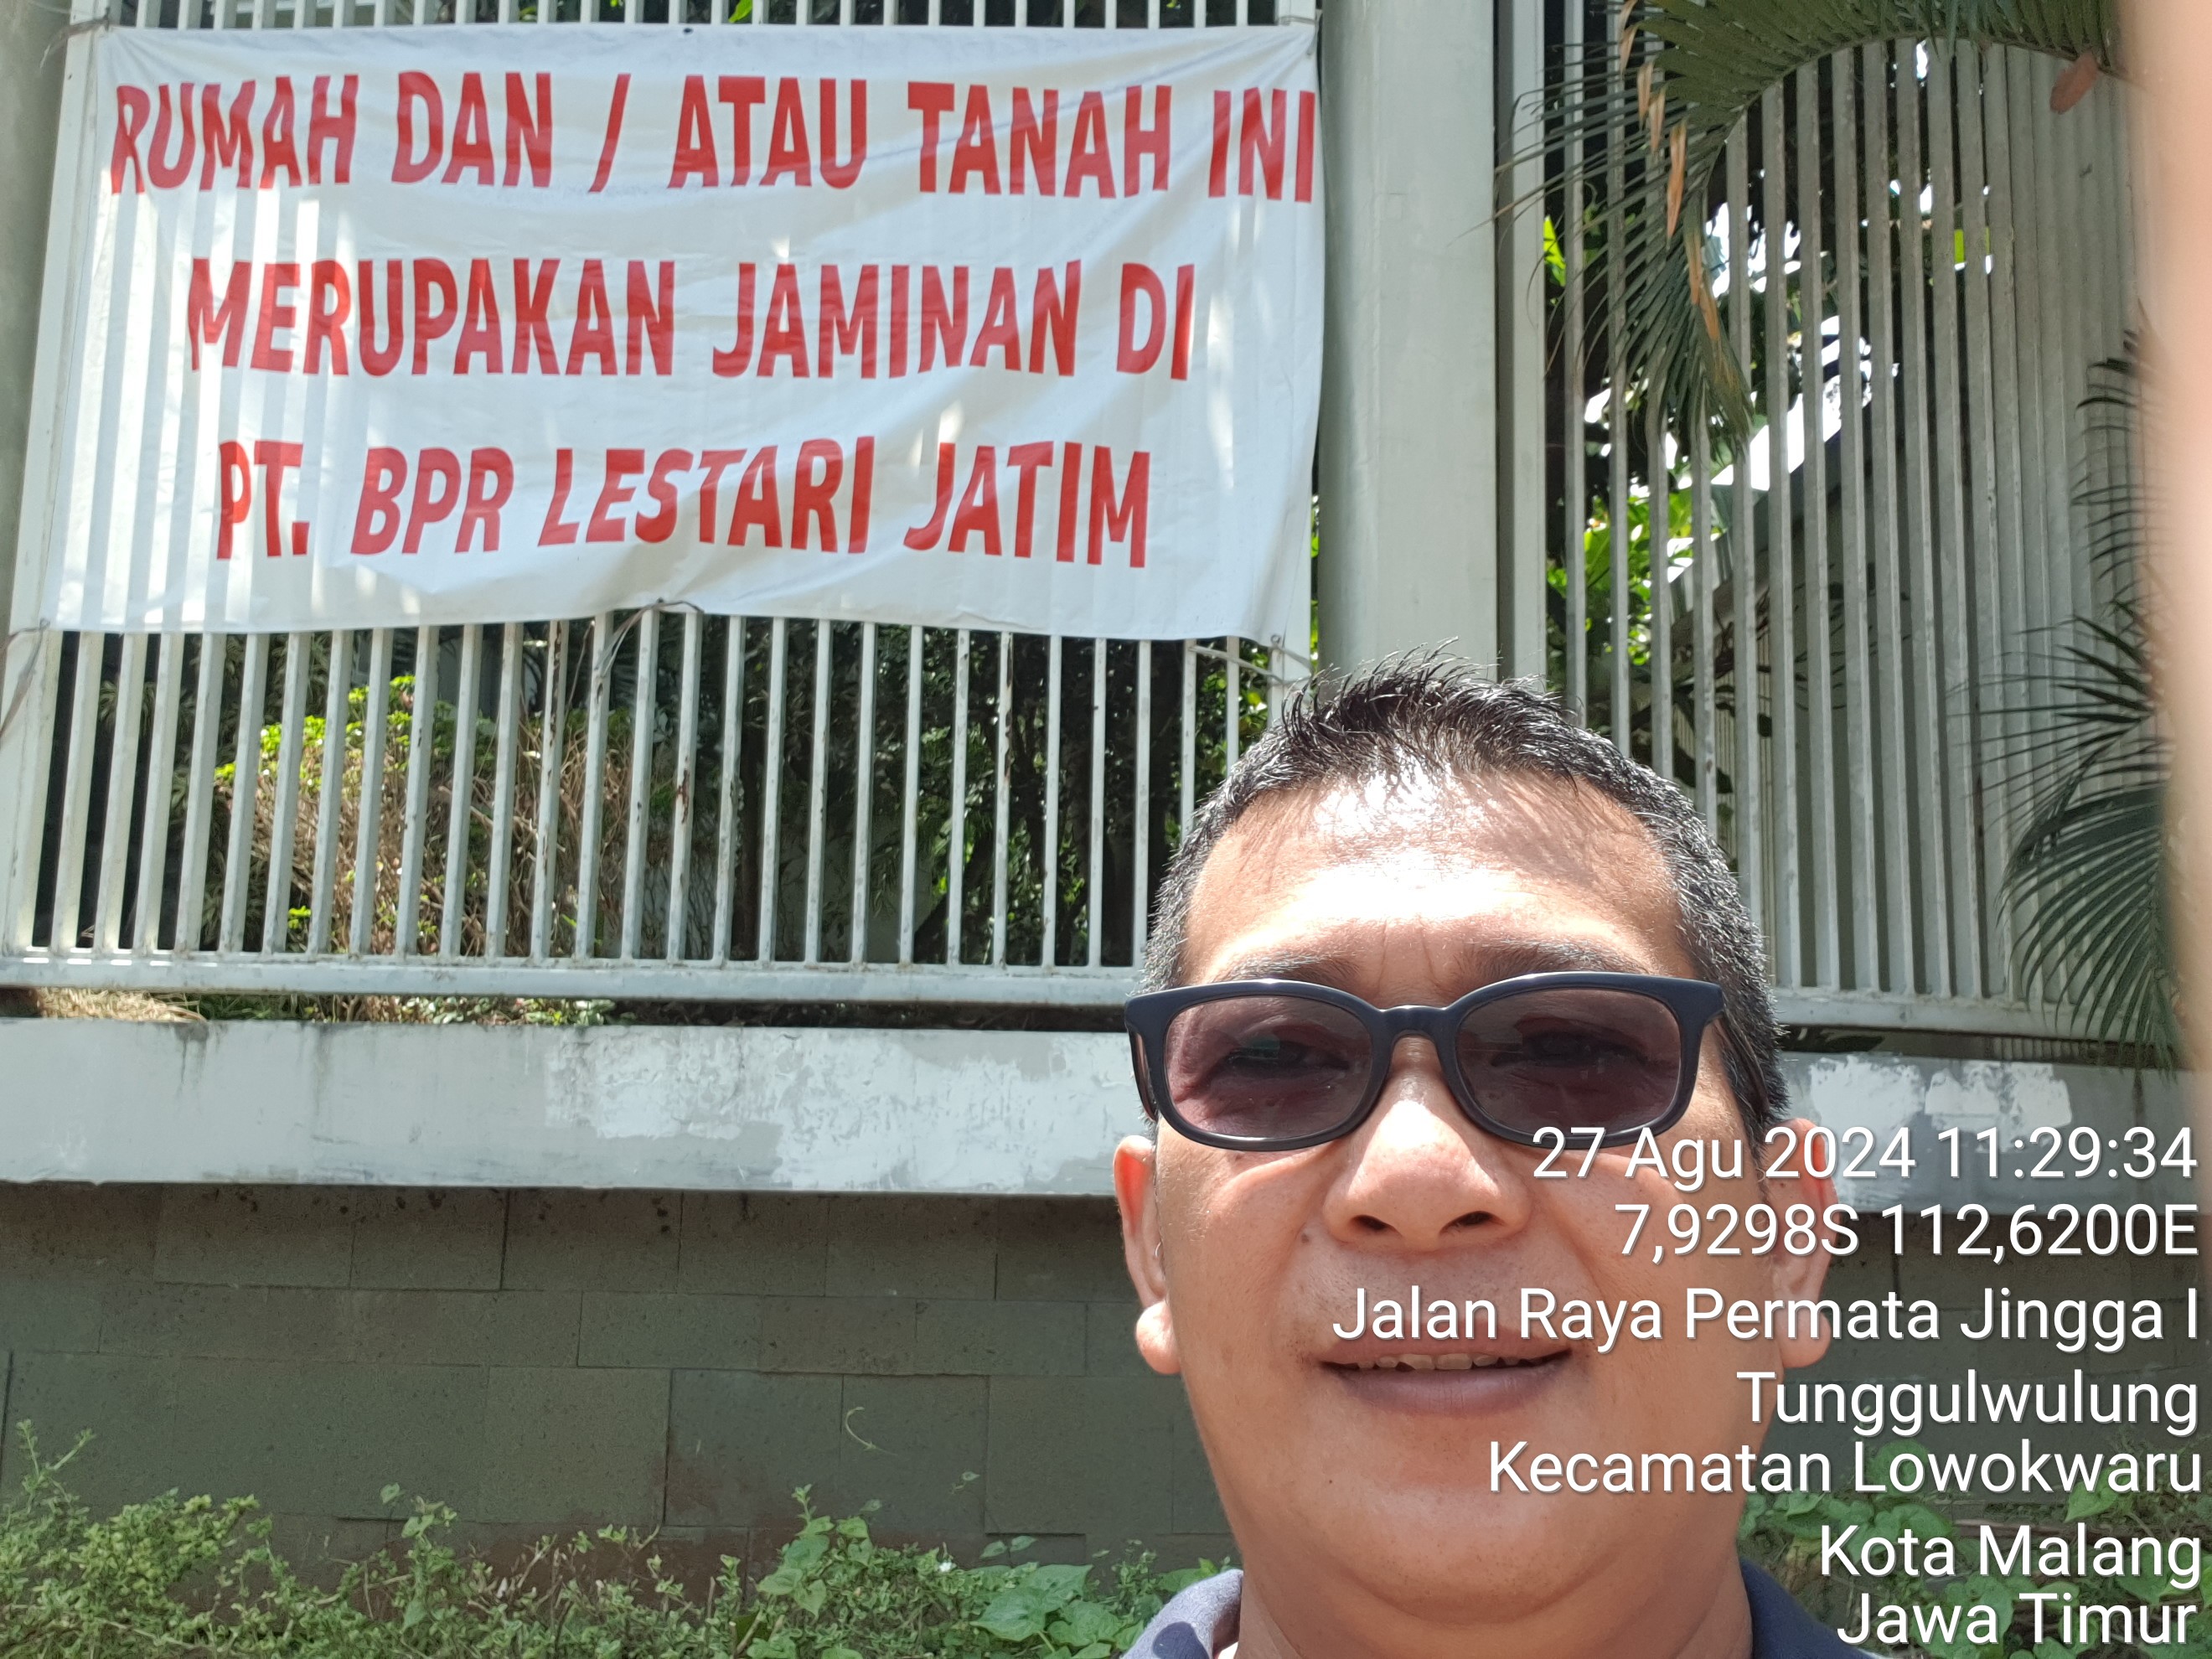 RUMAH DAN / ATAU TANAH INI
MERUPAKAN JAMINAN DI
PT. BPR LESTARI JATIM
27 Agu 2024 11:29:34
7,9298S 112,6200E
Jalan Raya Permata Jingga I
Tunggulwulung
Kecamatan Lowokwaru
Kota Malang
Jawa Timur